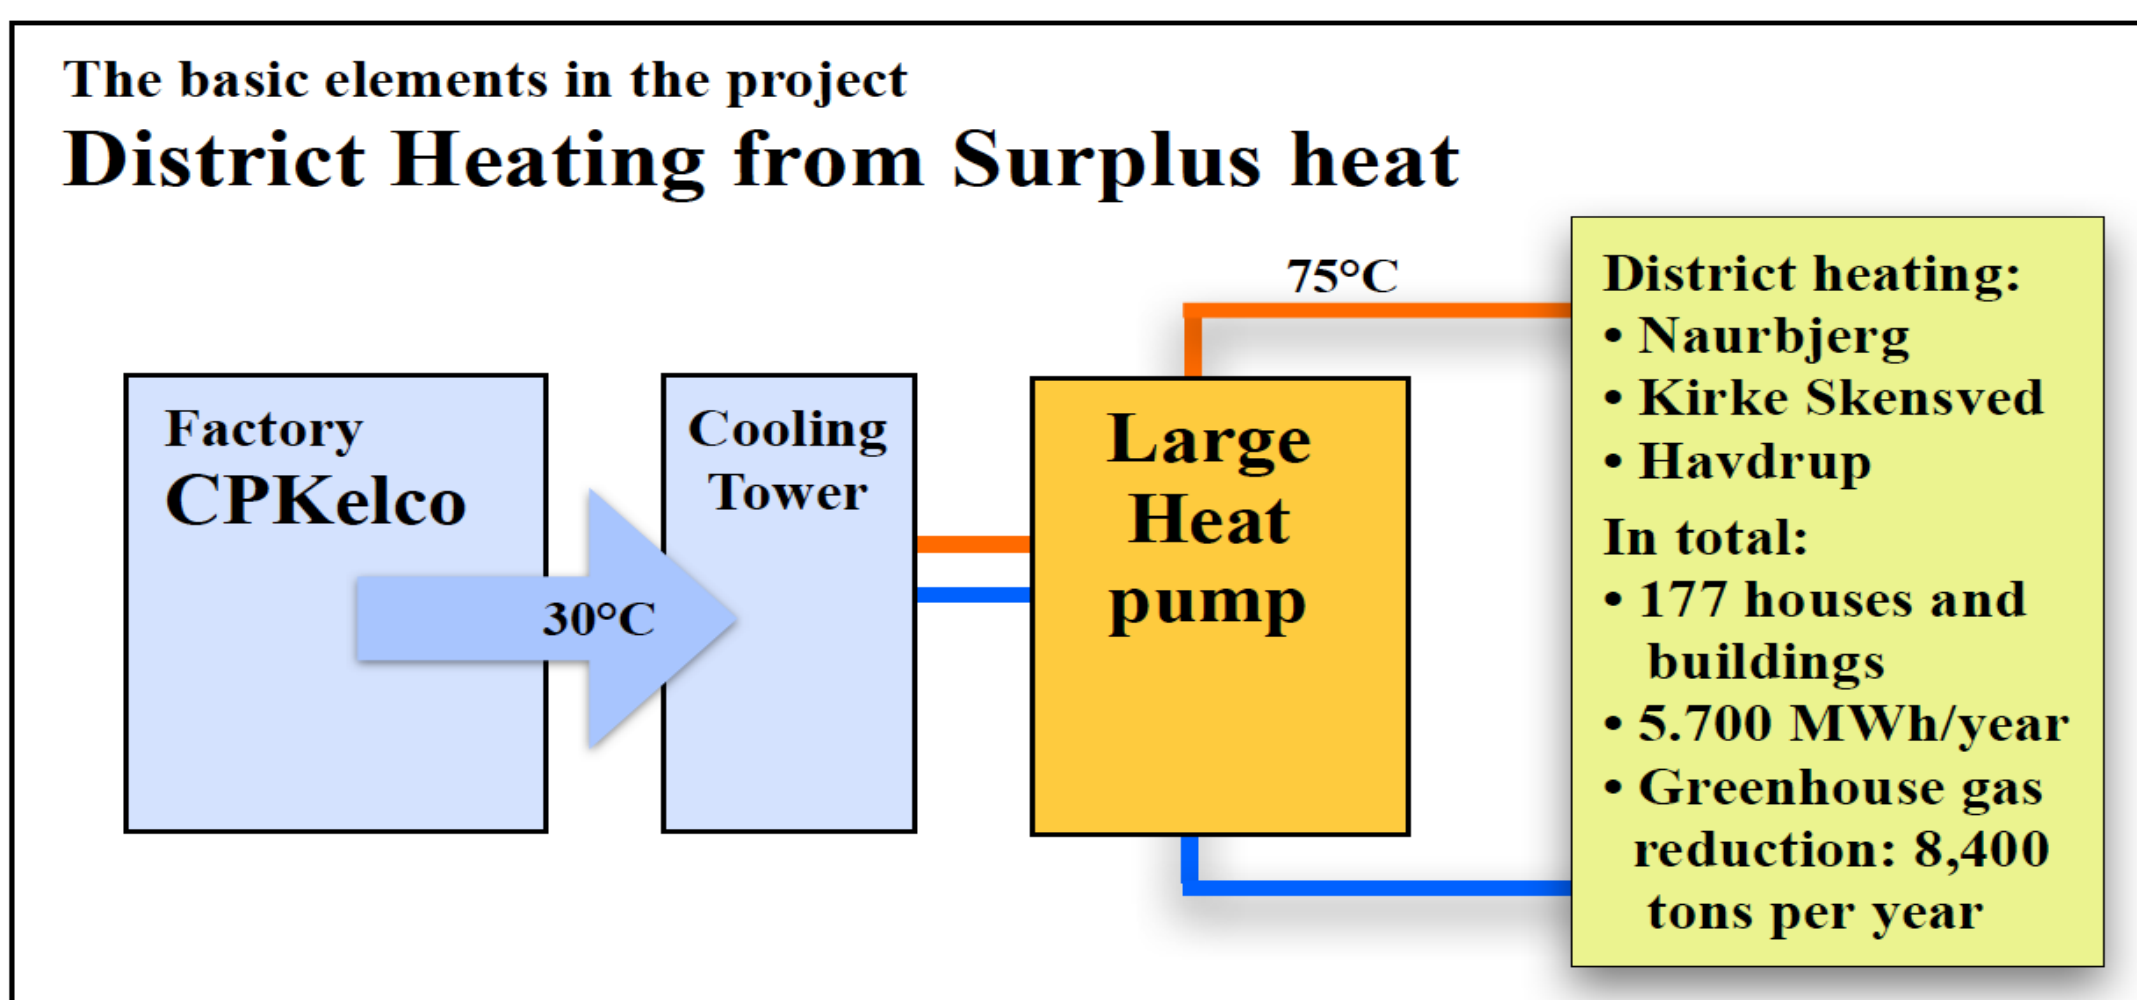 The basic elements in the project
District Heating from Surplus heat
Factory
CPKelco
30°C
Cooling
Tower
Large
Heat
pump
75°C
District heating:
• Naurbjerg
• Kirke Skensved
• Havdrup
In total:
• 177 houses and
buildings
• 5.700 MWh/year
• Greenhouse gas
reduction: 8,400
tons per year